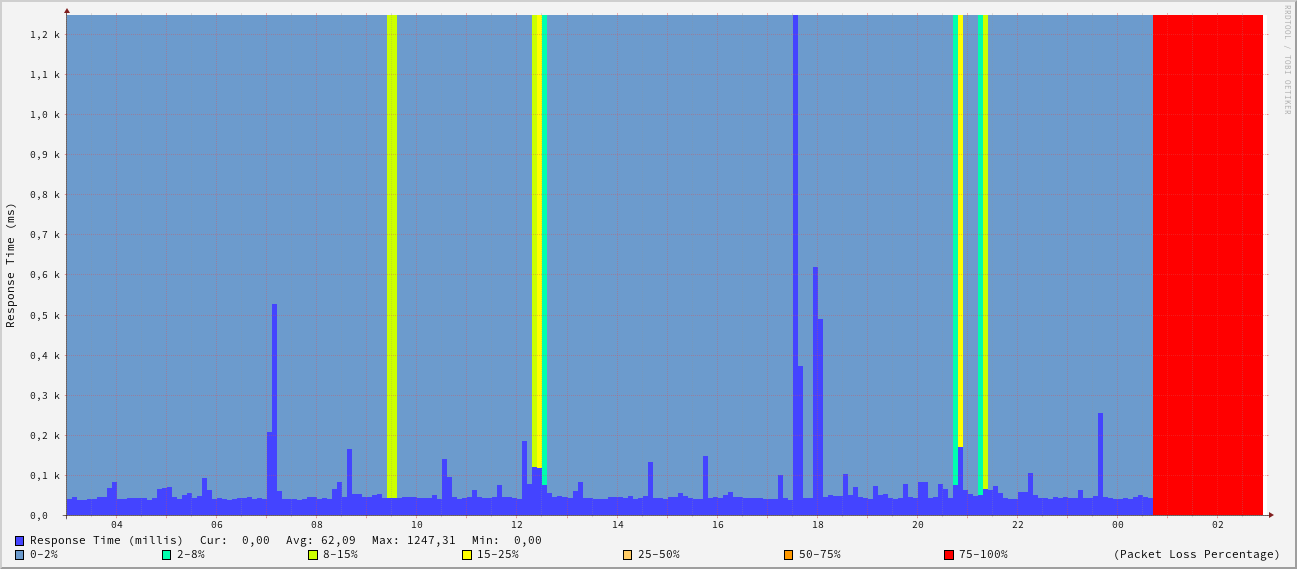 RRDTOOL / TOBI OETIKER
Response Time (ms)
1,2 k
1,1 k
1,0 k
0,9 k
0,8 k
0,7 k
0,6 k
0,5 k
0,4 k
0,3 k
0,2 k
0,1 k
0,0
04 06 08 10 12 14 16 18 20 22 00 02
Response Time (millis) Cur: 0,00 Avg: 62,09 Max: 1247,31 Min: 0,00
0-2% 2-8% 8-15% 15-25% 25-50% 50-75% 75-100% (Packet Loss Percentage)